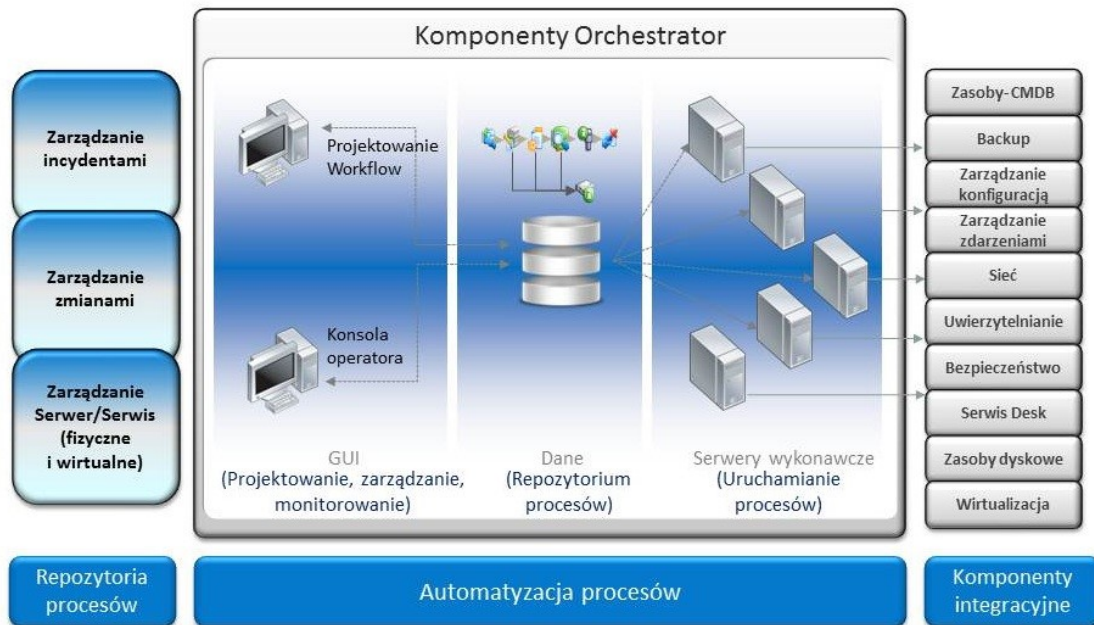 Komponenty Orchestrator
Zarządzanie
incydentami
Zarządzanie
zmianami
Zarządzanie
Serwer/Serwis
(fizyczne
i wirtualne)
Projektowanie
Workflow
Konsola
operatora
GUI
(Projektowanie, zarządzanie,
monitorowanie)
Dane
(Repozytorium
procesów)
Serwery wykonawcze
(Uruchamianie
procesów)
Zasoby- CMDB
Backup
Zarządzanie
konfiguracją
Zarządzanie
zdarzeniami
Sieć
Uwierzytelnianie
Bezpieczeństwo
Serwis Desk
Zasoby dyskowe
Wirtualizacja
Repozytoria
procesów
Automatyzacja procesów
Komponenty
integracyjne